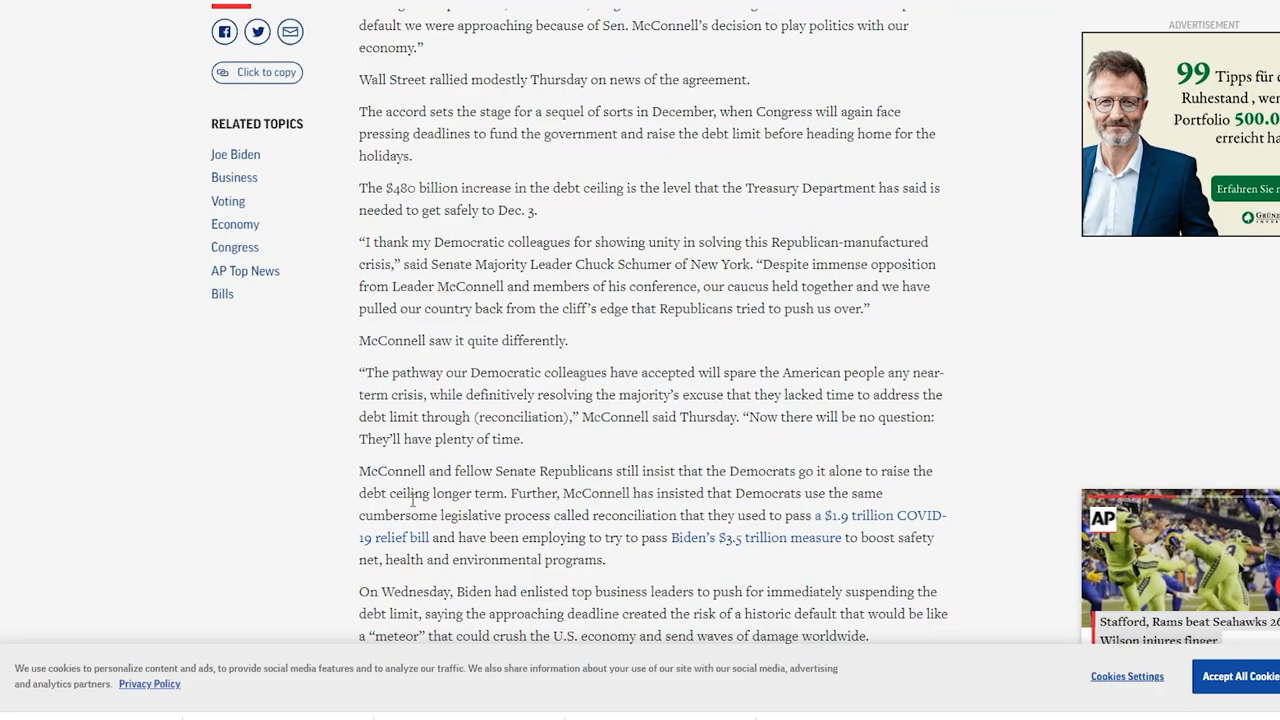 default we were approaching because of Sen. McConnell's decision to play politics with our
economy.”
Click to copy
RELATED TOPICS
Joe Biden
Business
Voting
Economy
Congress
AP Top News
Bills
Wall Street rallied modestly Thursday on news of the agreement.
The accord sets the stage for a sequel of sorts in December, when Congress will again face
pressing deadlines to fund the government and raise the debt limit before heading home for the
holidays.
The $480 billion increase in the debt ceiling is the level that the Treasury Department has said is
needed to get safely to Dec. 3.
“I thank my Democratic colleagues for showing unity in solving this Republican-manufactured
crisis,” said Senate Majority Leader Chuck Schumer of New York. “Despite immense opposition
from Leader McConnell and members of his conference, our caucus held together and we have
pulled our country back from the cliff's edge that Republicans tried to push us over.”
McConnell saw it quite differently.
“The pathway our Democratic colleagues have accepted will spare the American people any near-
term crisis, while definitively resolving the majority's excuse that they lacked time to address the
debt limit through (reconciliation),” McConnell said Thursday. “Now there will be no question:
They'll have plenty of time.
McConnell and fellow Senate Republicans still insist that the Democrats go it alone to raise the
debt ceiling longer term. Further, McConnell has insisted that Democrats use the same
cumbersome legislative process called reconciliation that they used to pass a $1.9 trillion COVID-
19 relief bill and have been employing to try to pass Biden's $3.5 trillion measure to boost safety
net, health and environmental programs.
On Wednesday, Biden had enlisted top business leaders to push for immediately suspending the
debt limit, saying the approaching deadline created the risk of a historic default that would be like
a “meteor” that could crush the U.S. economy and send waves of damage worldwide.
ADVERTISEMENT
99 Tipps für
Ruhestand,
Portfolio 500.0
erreicht
Erfahren Sie
AP
Stafford, Rams beat Seahawks 26
Wilson injures finger
We use cookies to personalize content and ads, to provide social media features and to analyze our traffic. We also share information about your use of our site with our social media, advertising
and analytics partners. Privacy Policy
Cookies Settings
Accept All Cookie